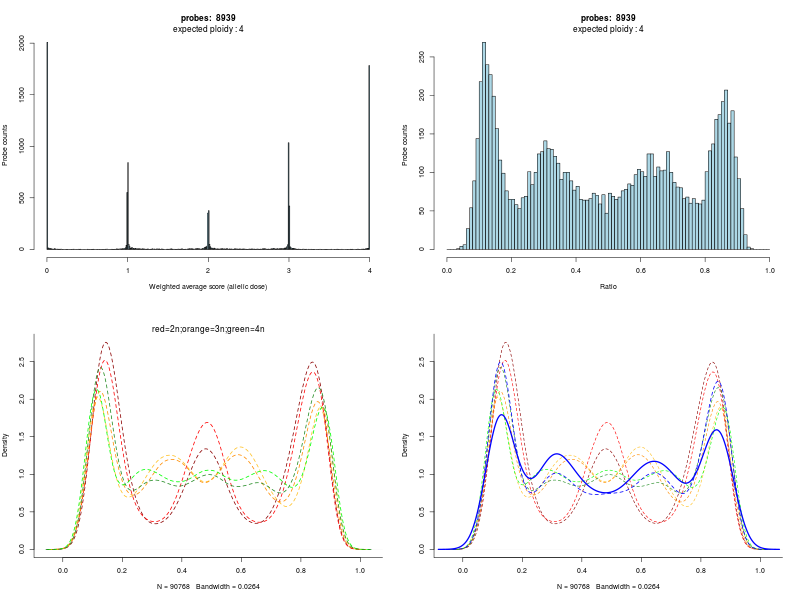 probes: 8939
expected ploidy : 4
Probe counts
2000
1500
1000
500
0
0 1 2 3 4
Weighted average score (allelic dose)
probes: 8939
expected ploidy : 4
Probe counts
250
200
150
100
50
0
0.0 0.2 0.4 0.6 0.8 1.0
Ratio
red=2n;orange=3n;green=4n
Density
2.5
2.0
1.5
1.0
0.5
0.0
0.0 0.2 0.4 0.6 0.8 1.0
N = 90768 Bandwidth = 0.0264
Density
2.5
2.0
1.5
1.0
0.5
0.0
0.0 0.2 0.4 0.6 0.8 1.0
N = 90768 Bandwidth = 0.0264